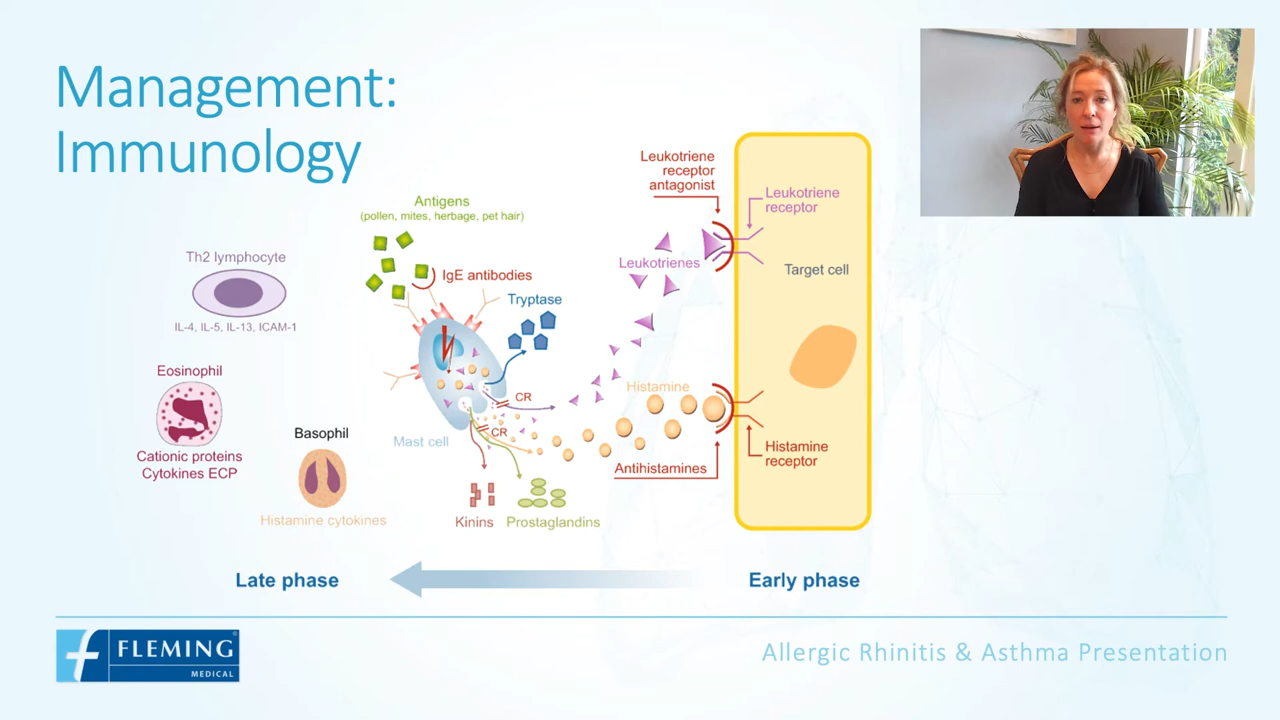 Management:
Immunology
Antigens
(pollen, mites, herbage, pet hair)
Th2 lymphocyte
IL-4, IL-5, IL-13, ICAM-1
IgE antibodies
Tryptase
Eosinophil
Cationic proteins
Cytokines ECP
Basophil
Histamine cytokines
Mast cell
CR
CR
Kinins
Prostaglandins
Leukotriene
receptor
antagonist
Leukotrienes
Leukotriene
receptor
Target cell
Histamine
Antihistamines
Histamine
receptor
Late phase
Early phase
FLEMING®
MEDICAL
Allergic Rhinitis & Asthma Presentation